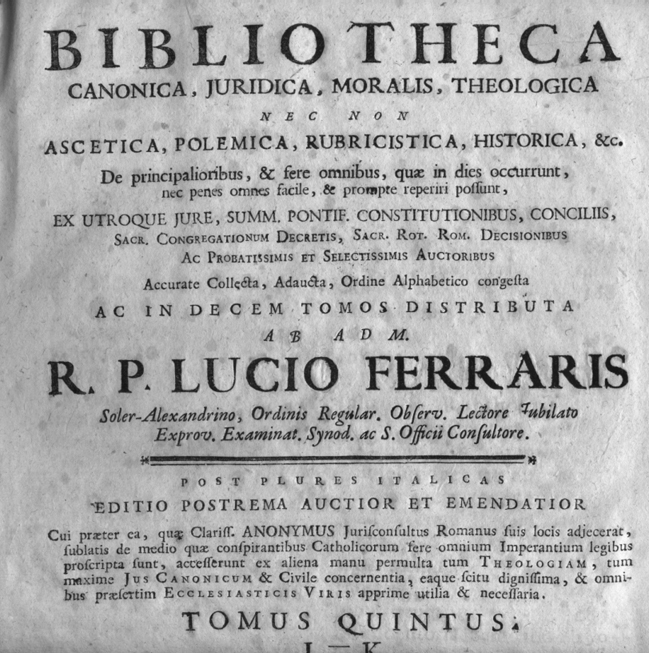 BIBLIOTHECA
CANONICA, JURIDICA, MORALIS, THEOLOGICA
NEC NON
ASCETICA, POLEMICA, RUBRICISTICA, HISTORICA, &c.
De principalioribus, & fere omnibus, quæ in dies occurrunt,
nec penes omnes facile, & prompte reperiri poſſunt,
EX UTROQUE JURE, SUMM. PONTIF. CONSTITUTIONIBUS, CONCILIIS,
SACR. CONGREGATIONUM DECRETIS, SACR. ROT. ROM. DECISIONIBUS
AC PROBATISSIMIS ET SELECTISSIMIS AUCTORIBUS
Accurate Collecta, Adaucta, Ordine Alphabetico congeſta
AC IN DECEM TOMOS DISTRIBUTA
AB ADM.
R. P. LUCIO FERRARIS
Soler-Alexandrino, Ordinis Regular. Obſerv. Lectore Jubilato
Exprov. Examinat. Synod. ac S. Officii Conſultore.
POST PLURES ITALICAS
EDITIO POSTREMA AUCTIOR ET EMENDATIOR
Cui præter ea, quæ Clariſſ. ANONYMUS Juriſconſultus Romanus ſuis locis adjecerat,
ſublatis de medio quæ conſpirantibus Catholicorum fere omnium Imperantium legibus
proſcripta ſunt, acceſſerunt ex aliena manu permulta tum THEOLOGIAM, tum
maxime JUS CANONICUM & Civile concernentia, eaque ſcitu digniſſima, & omni-
bus præſertim ECCLESIASTICIS VIRIS apprime utilia & neceſſaria.
TOMUS QUINTUS.
I—K